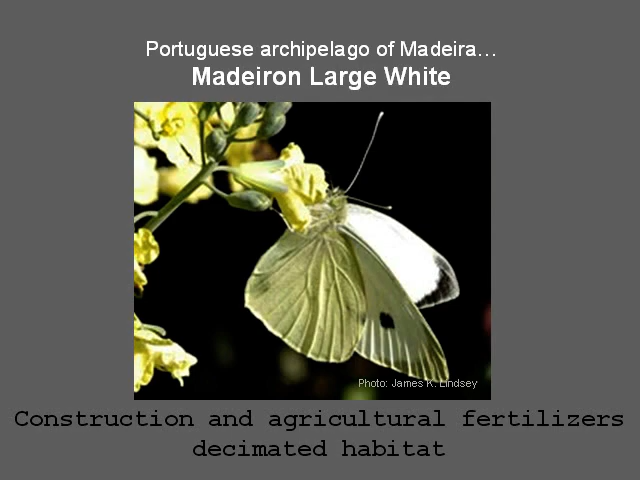 Portuguese archipelago of Madeira…
Madeiron Large White
Photo: James K. Lindsey
Construction and agricultural fertilizers
decimated habitat